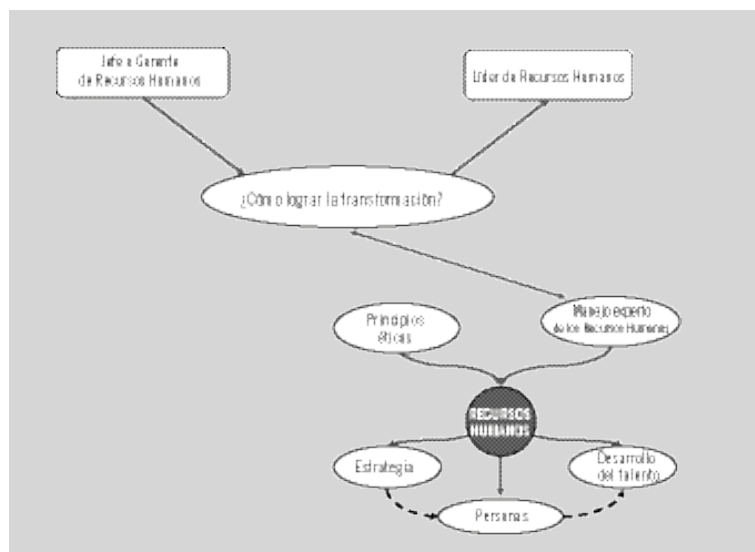 Jefe o Gerente
de Recursos Humanos
Líder de Recursos Humanos
¿Cómo lograr la transformación?
Principios
éticos
Manejo experto
de los Recursos Humanos
RECURSOS
HUMANOS
Estrategia
Desarrollo
del talento
Personas